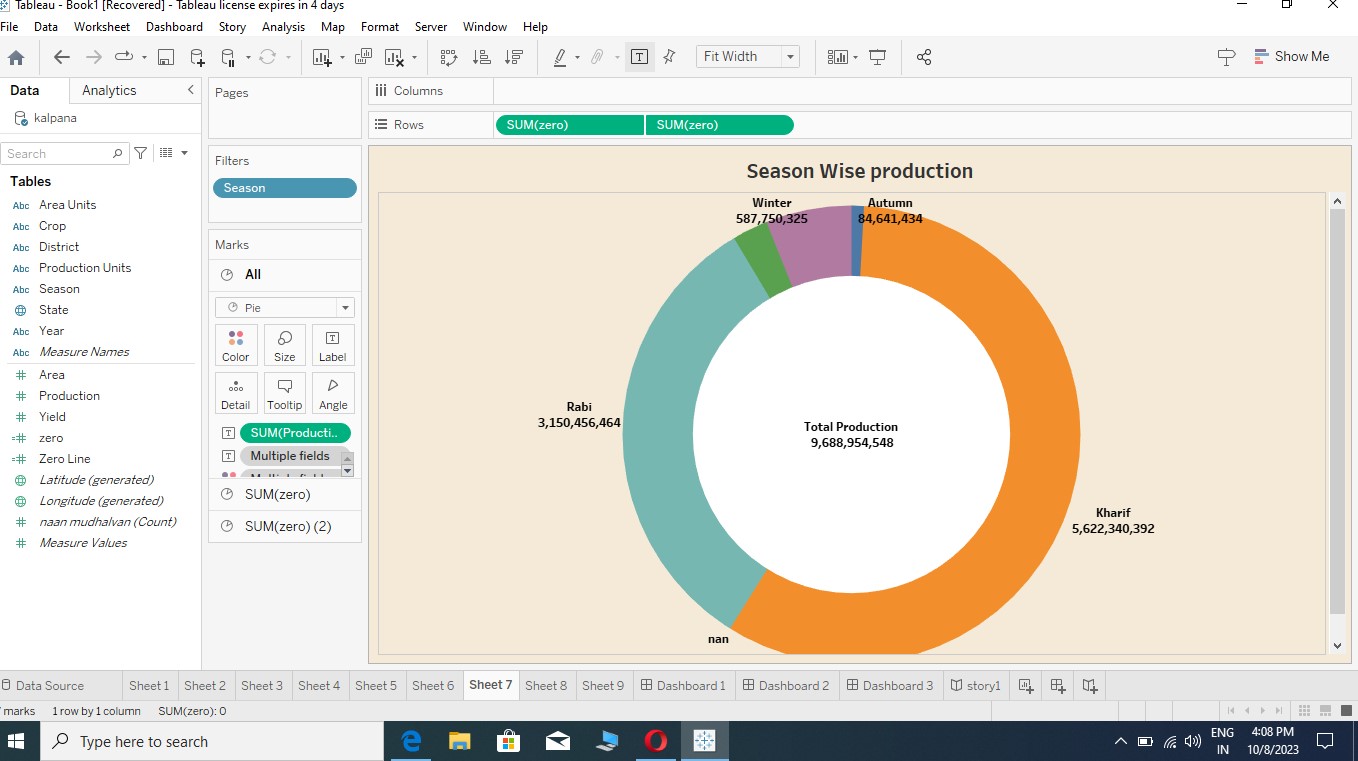 Tableau - Book1 [Recovered] - Tableau license expires in 4 days
File Data Worksheet Dashboard Story Analysis Map Format Server Window Help
Fit Width
Show Me
Data Analytics
kalpana
Search
Tables
Abc Area Units
Abc Crop
Abc District
Abc Production Units
Abc Season
State
Abc Year
Abc Measure Names
# Area
# Production
# Yield
=# zero
=# Zero Line
Latitude (generated)
Longitude (generated)
# naan mudhalvan (Count)
# Measure Values
Pages
Filters
Season
Marks
All
Pie
Color Size Label
Detail Tooltip Angle
SUM(Producti..
Multiple fields
SUM(zero)
SUM(zero) (2)
Columns
Rows SUM(zero) SUM(zero)
Season Wise production
Winter
587,750,325
Autumn
84,641,434
Rabi
3,150,456,464
Total Production
9,688,954,548
Kharif
5,622,340,392
nan
Data Source Sheet 1 Sheet 2 Sheet 3 Sheet 4 Sheet 5 Sheet 6 Sheet 7 Sheet 8 Sheet 9 Dashboard 1 Dashboard 2 Dashboard 3 story1
marks 1 row by 1 column SUM(zero): 0
Type here to search
ENG
IN
4:08 PM
10/8/2023